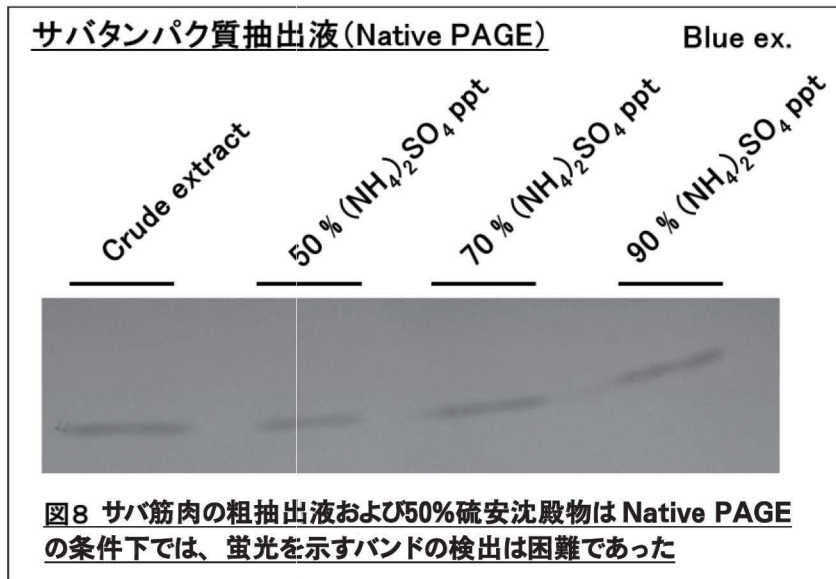 サバタンパク質抽出液(Native PAGE)
Blue ex.
Crude extract
50 % (NH₄)₂SO₄ ppt
70 % (NH₄)₂SO₄ ppt
90 % (NH₄)₂SO₄ ppt
図8 サバ筋肉の粗抽出液および50%硫安沈殿物は Native PAGE
の条件下では、蛍光を示すバンドの検出は困難であった